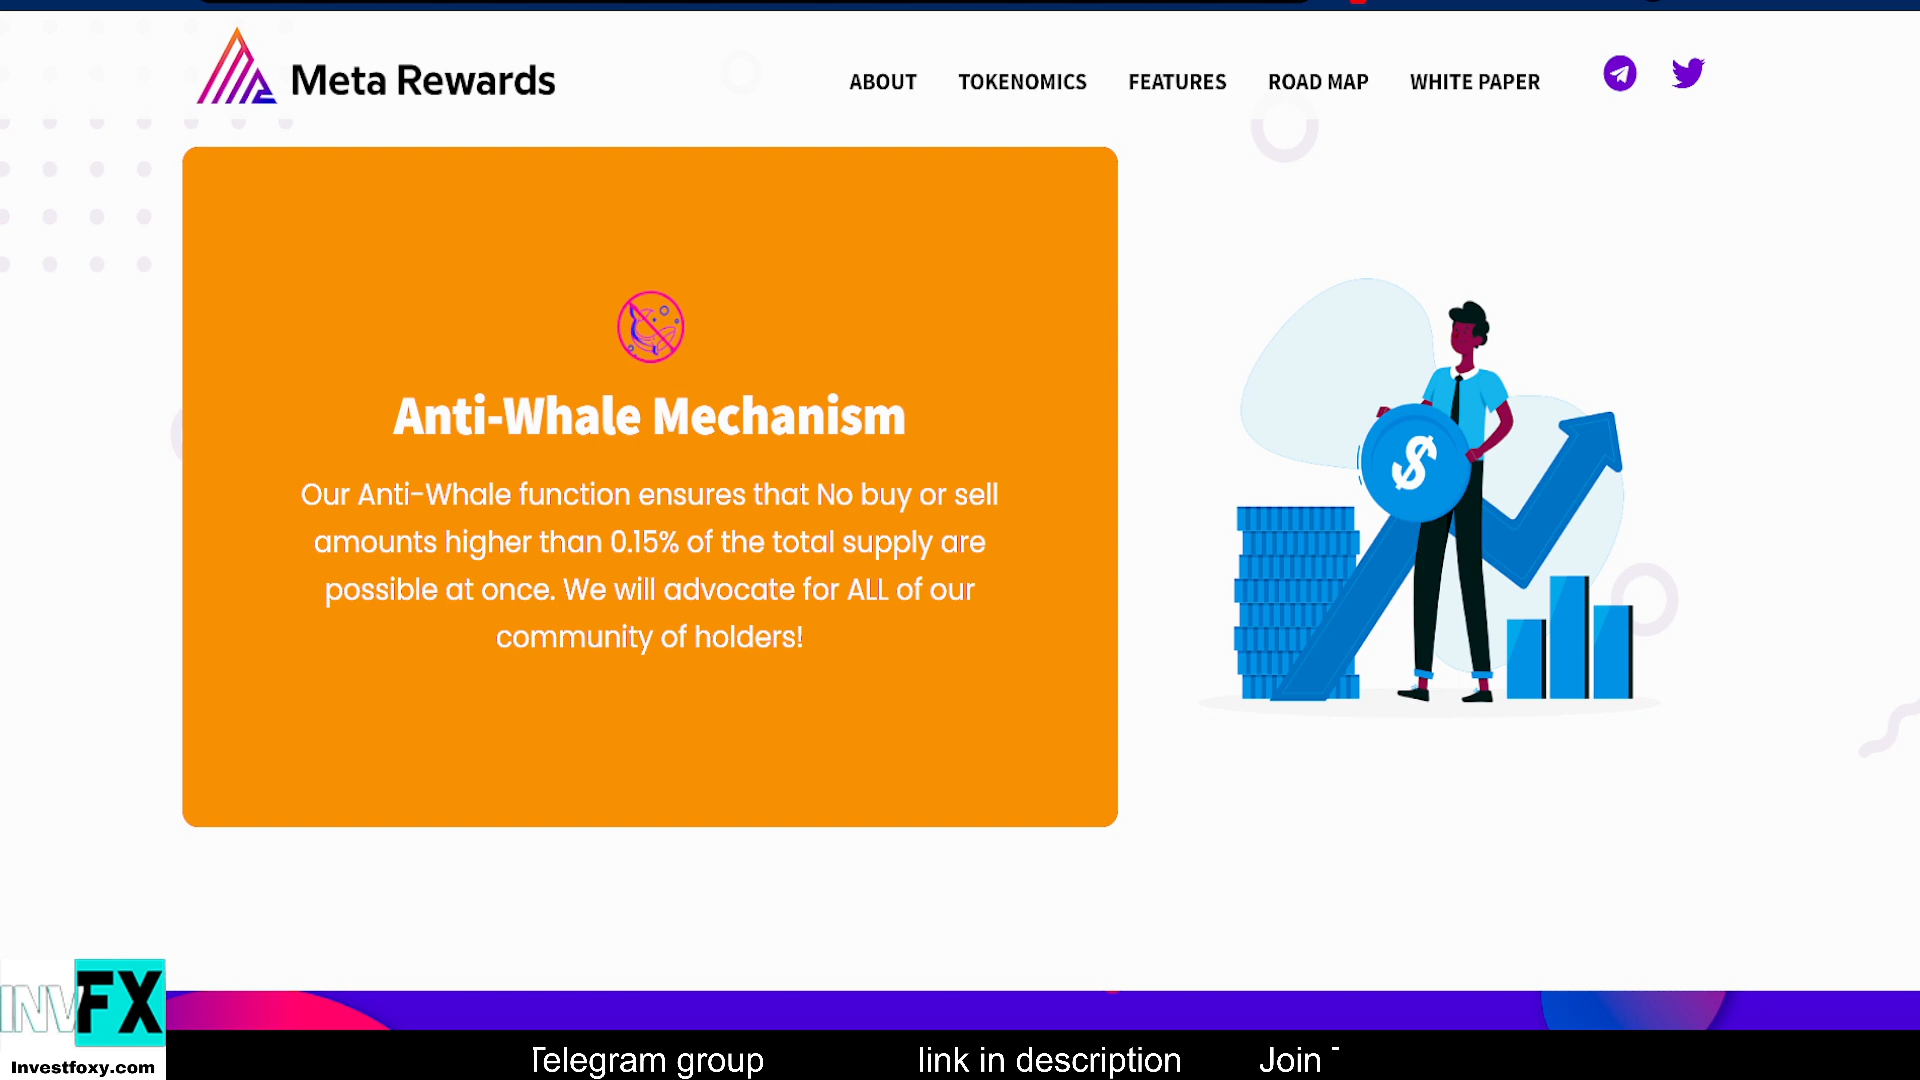 Meta Rewards
ABOUT TOKENOMICS FEATURES ROAD MAP WHITE PAPER
Anti-Whale Mechanism
Our Anti-Whale function ensures that No buy or sell
amounts higher than 0.15% of the total supply are
possible at once. We will advocate for ALL of our
community of holders!
$
INVFX
Investfoxy.com
Telegram group link in description Join